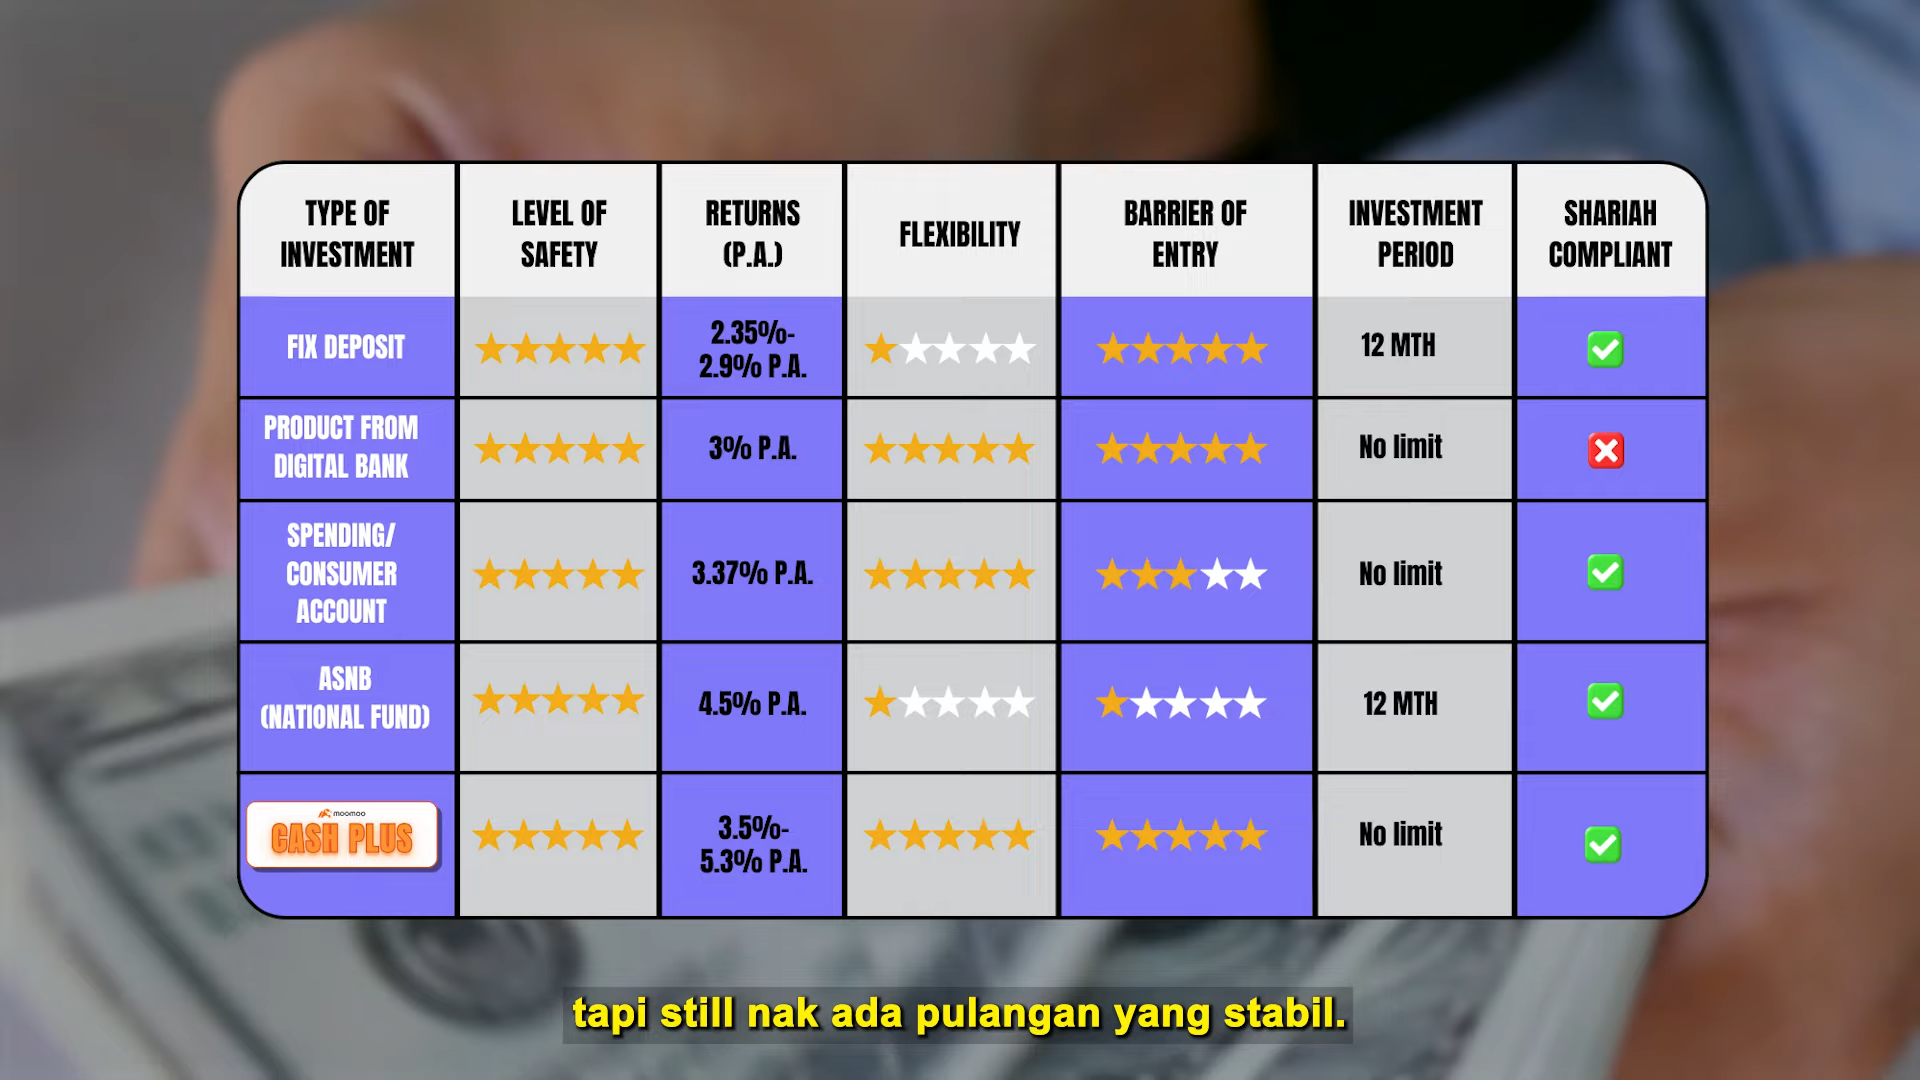 TYPE OF
INVESTMENT
LEVEL OF
SAFETY
RETURNS
(P.A.)
FLEXIBILITY
BARRIER OF
ENTRY
INVESTMENT
PERIOD
SHARIAH
COMPLIANT
FIX DEPOSIT
2.35%-
2.9% P.A.
12 MTH
PRODUCT FROM
DIGITAL BANK
3% P.A.
No limit
SPENDING/
CONSUMER
ACCOUNT
3.37% P.A.
No limit
ASNB
(NATIONAL FUND)
4.5% P.A.
12 MTH
moomoo
CASH PLUS
3.5%-
5.3% P.A.
No limit
tapi still nak ada pulangan yang stabil.